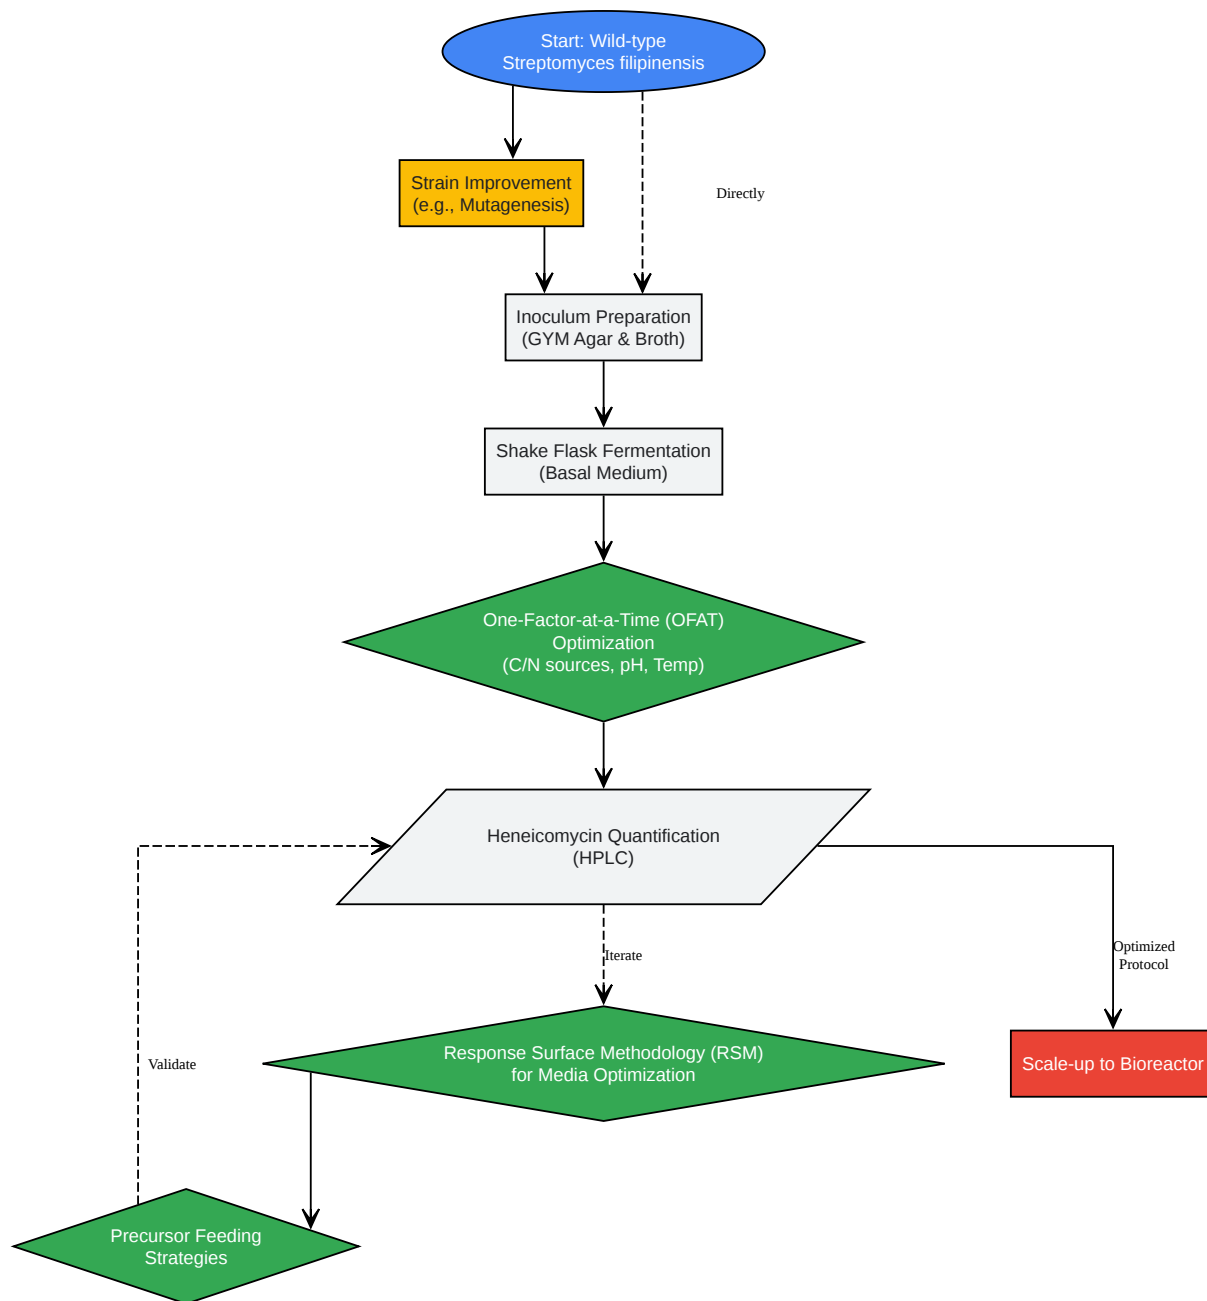 Start: Wild-type
Streptomyces filipinensis
Strain Improvement
(e.g., Mutagenesis)
Directly
Inoculum Preparation
(GYM Agar & Broth)
Shake Flask Fermentation
(Basal Medium)
One-Factor-at-a-Time (OFAT)
Optimization
(C/N sources, pH, Temp)
Heneicomycin Quantification
(HPLC)
Iterate
Optimized
Protocol
Response Surface Methodology (RSM)
for Media Optimization
Validate
Scale-up to Bioreactor
Precursor Feeding
Strategies